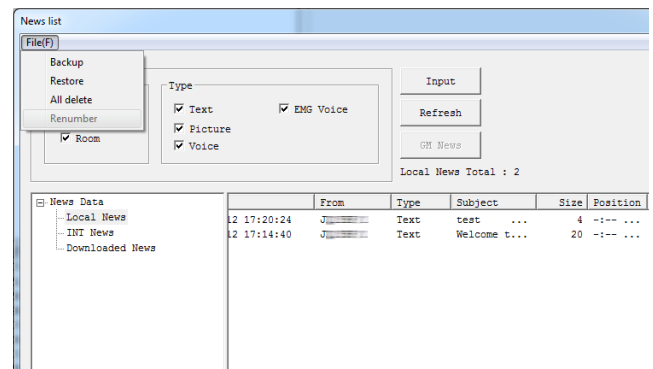 News list
File(F)
Backup
Restore
All delete
Renumber
Room
Type
Text
EMG Voice
Picture
Voice
Input
Refresh
GM News
Local News Total : 2
News Data
Local News
INT News
Downloaded News
From Type Subject Size Position
12 17:20:24 J Text test ... 4 -:-- ...
12 17:14:40 J Text Welcome t... 20 -:-- ...